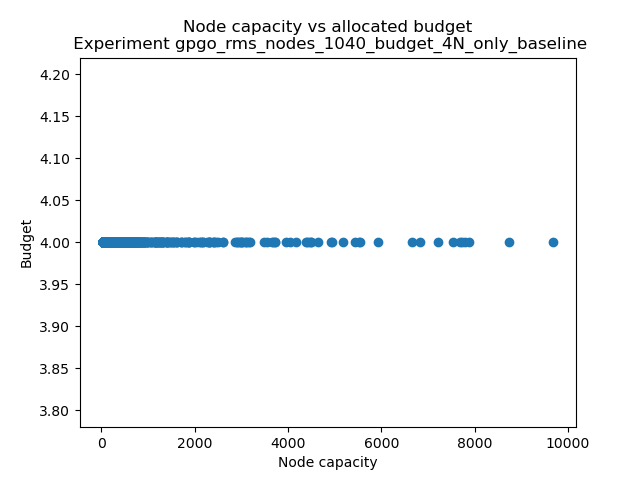 Node capacity vs allocated budget
Experiment gpgo_rms_nodes_1040_budget_4N_only_baseline
4.20
4.15
4.10
4.05
4.00
3.95
3.90
3.85
3.80
Budget
0 2000 4000 6000 8000 10000
Node capacity